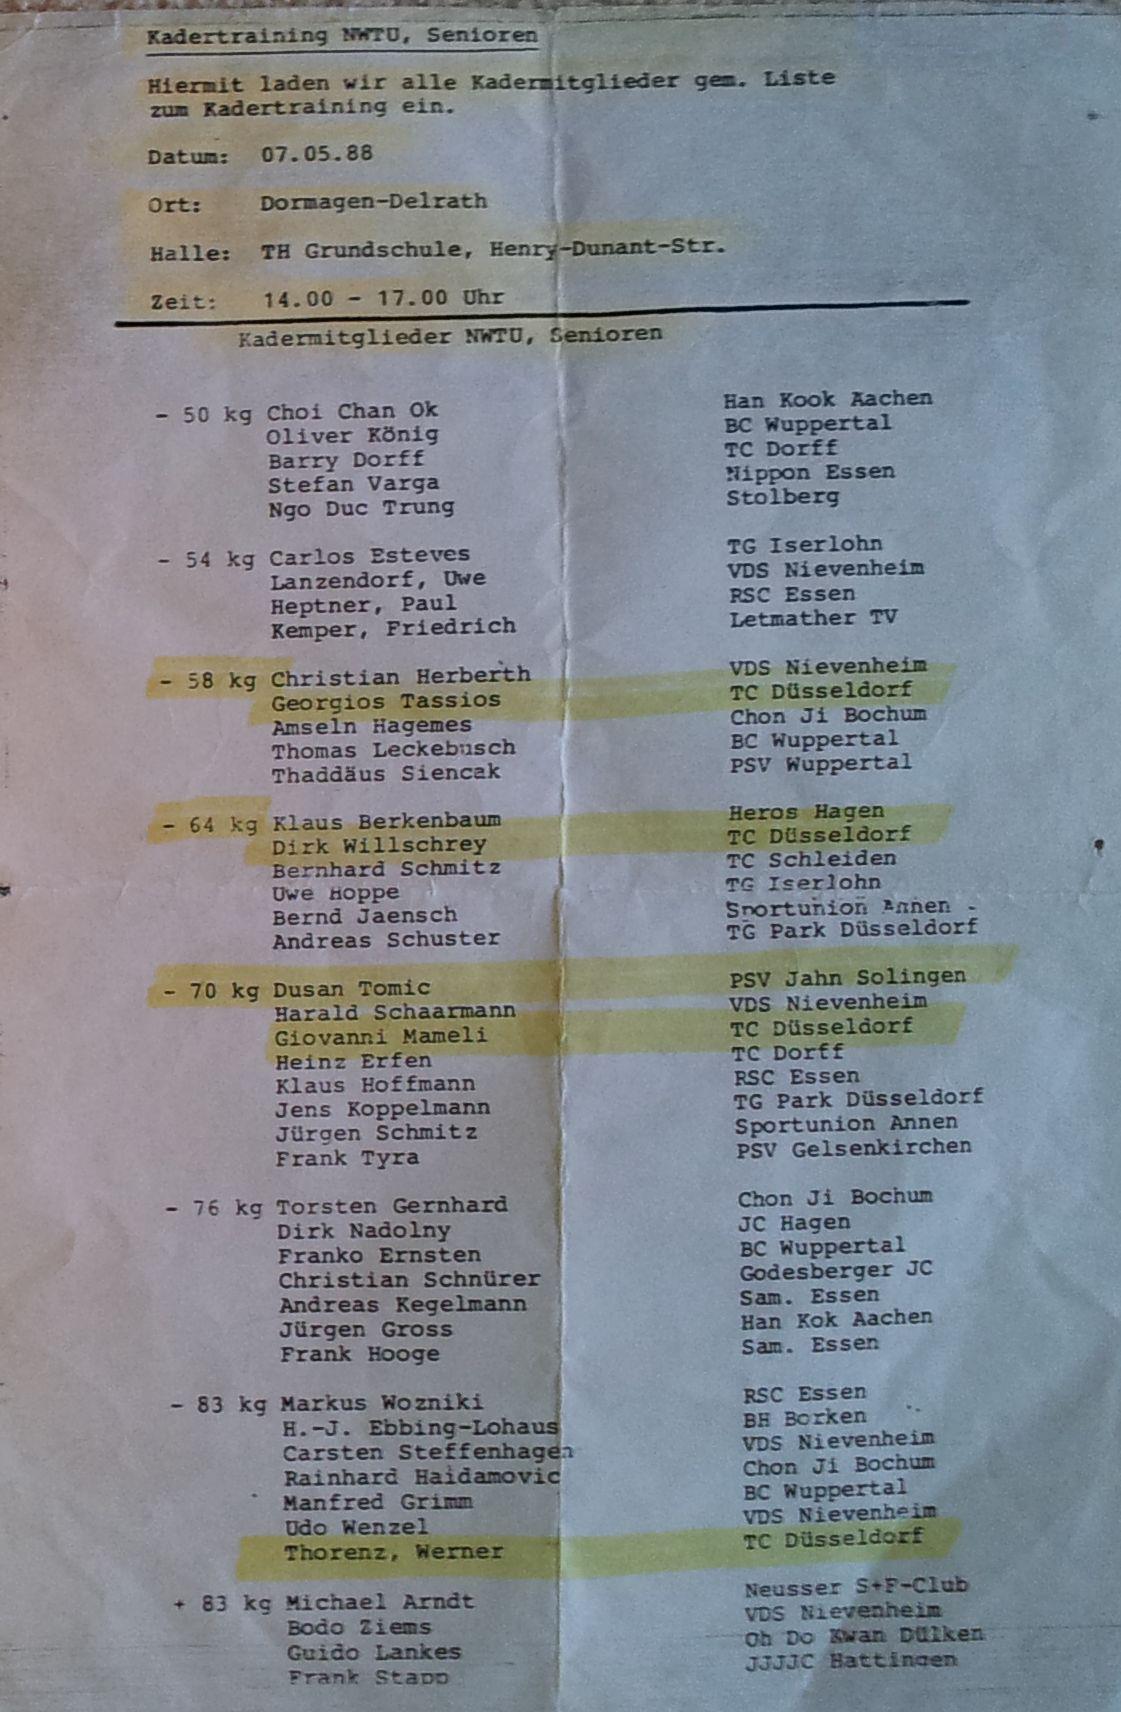 Kadertraining NWTU, Senioren
Hiermit laden wir alle Kadermitglieder gem. Liste
zum Kadertraining ein.
Datum: 07.05.88
Ort: Dormagen-Delrath
Halle: TH Grundschule, Henry-Dunant-Str.
Zeit: 14.00 - 17.00 Uhr
Kadermitglieder NWTU, Senioren
- 50 kg Choi Chan Ok Han Kook Aachen
Oliver König BC Wuppertal
Barry Dorff TC Dorff
Stefan Varga Nippon Essen
Ngo Duc Trung Stolberg
- 54 kg Carlos Esteves TG Iserlohn
Lanzendorf, Uwe VDS Nievenheim
Heptner, Paul RSC Essen
Kemper, Friedrich Letmather TV
- 58 kg Christian Herberth VDS Nievenheim
Georgios Tassios TC Düsseldorf
Amseln Hagemes Chon Ji Bochum
Thomas Leckebusch BC Wuppertal
Thaddäus Siencak PSV Wuppertal
- 64 kg Klaus Berkenbaum Heros Hagen
Dirk Willschrey TC Düsseldorf
Bernhard Schmitz TC Schleiden
Uwe Hoppe TG Iserlohn
Bernd Jaensch Sportunion Annen -
Andreas Schuster TG Park Düsseldorf
- 70 kg Dusan Tomic PSV Jahn Solingen
Harald Schaarmann VDS Nievenheim
Giovanni Mameli TC Düsseldorf
Heinz Erfen TC Dorff
Klaus Hoffmann RSC Essen
Jens Koppelmann TG Park Düsseldorf
Jürgen Schmitz Sportunion Annen
Frank Tyra PSV Gelsenkirchen
- 76 kg Torsten Gernhard Chon Ji Bochum
Dirk Nadolny JC Hagen
Franko Ernsten BC Wuppertal
Christian Schnürer Godesberger JC
Andreas Kegelmann Sam. Essen
Jürgen Gross Han Kok Aachen
Frank Hooge Sam. Essen
- 83 kg Markus Wozniki RSC Essen
H.-J. Ebbing-Lohaus BH Borken
Carsten Steffenhagen VDS Nievenheim
Rainhard Haidamovic Chon Ji Bochum
Manfred Grimm BC Wuppertal
Udo Wenzel VDS Nievenheim
Thorenz, Werner TC Düsseldorf
+ 83 kg Michael Arndt Neusser S+F-Club
Bodo Ziems VDS Nievenheim
Guido Lankes Oh Do Kwan Dülken
Frank Stapp JJJJC Hattingen